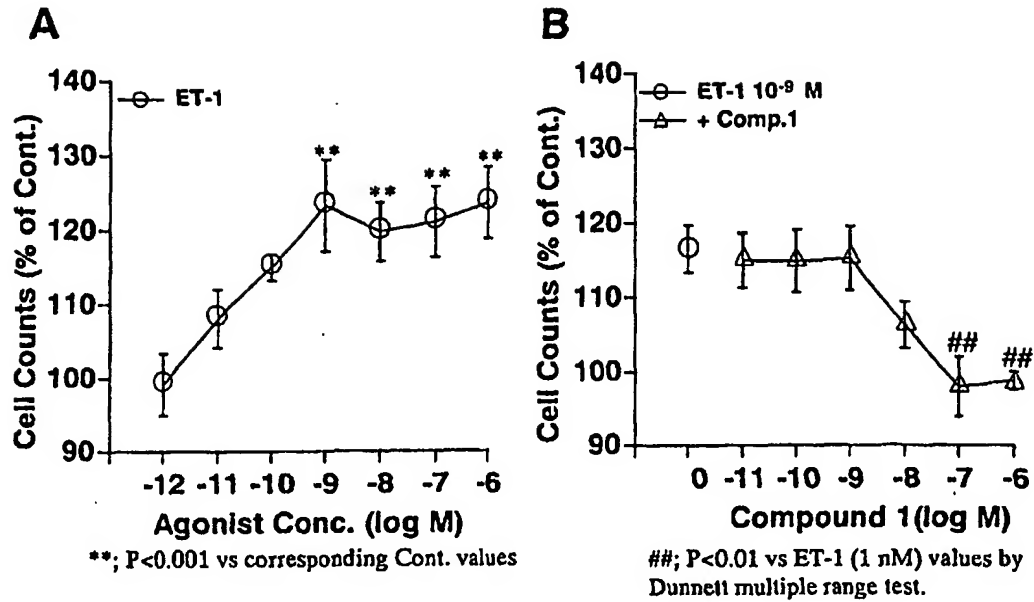 A
140
ET-1
130
120
110
100
90
Cell Counts (% of Cont.)
**
**
**
**
-12 -11 -10 -9 -8 -7 -6
Agonist Conc. (log M)
**; P<0.001 vs corresponding Cont. values
B
140
ET-1 10⁻⁹ M
+ Comp.1
130
120
110
100
90
Cell Counts (% of Cont.)
##
##
0 -11 -10 -9 -8 -7 -6
Compound 1(log M)
##; P<0.01 vs ET-1 (1 nM) values by
Dunnett multiple range test.